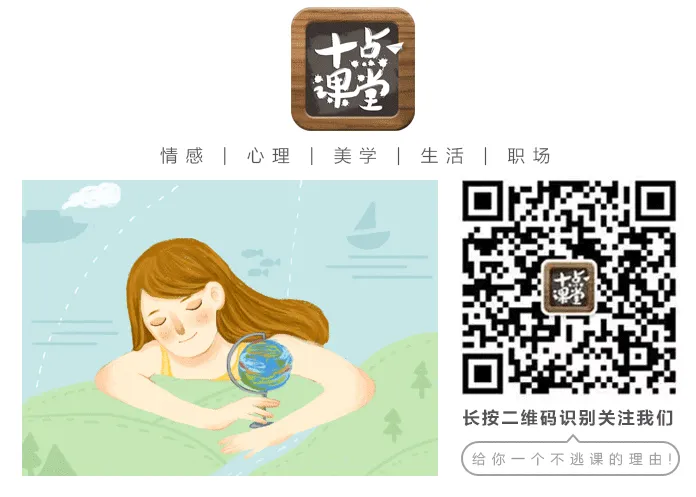 十点
课堂
情感 | 心理 | 美学 | 生活 | 职场
十点
课堂
长按二维码识别关注我们
给你一个不逃课的理由!